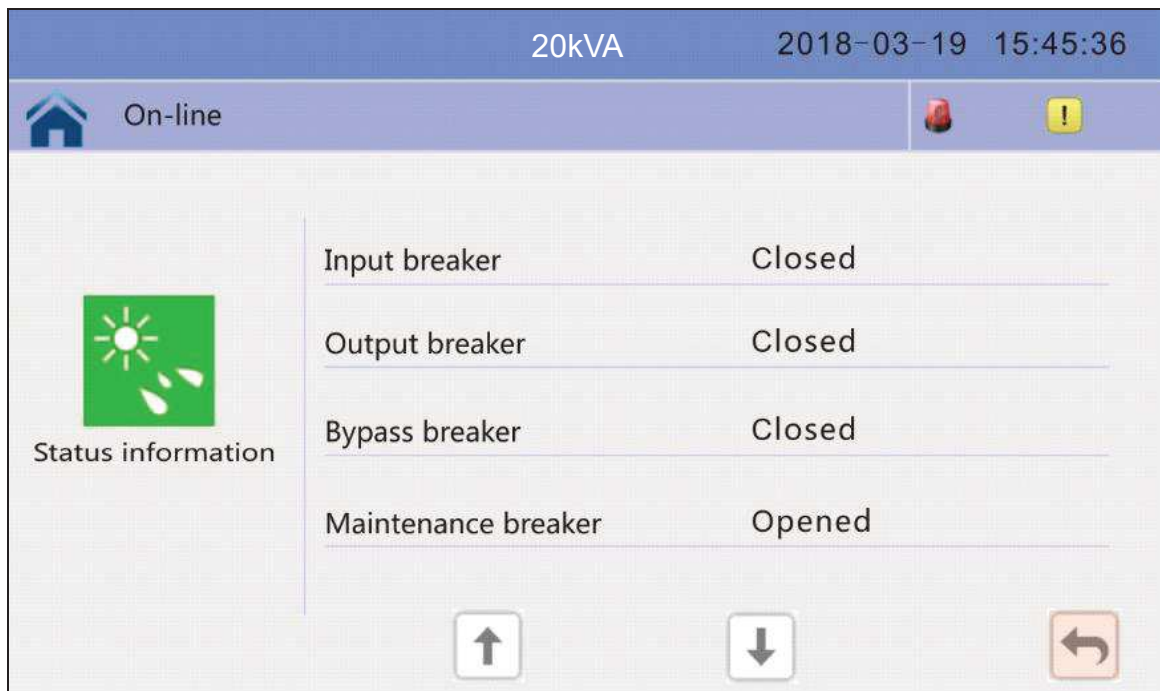 20kVA 2018-03-19 15:45:36
On-line
!
Input breaker Closed
Output breaker Closed
Bypass breaker Closed
Status information
Maintenance breaker Opened